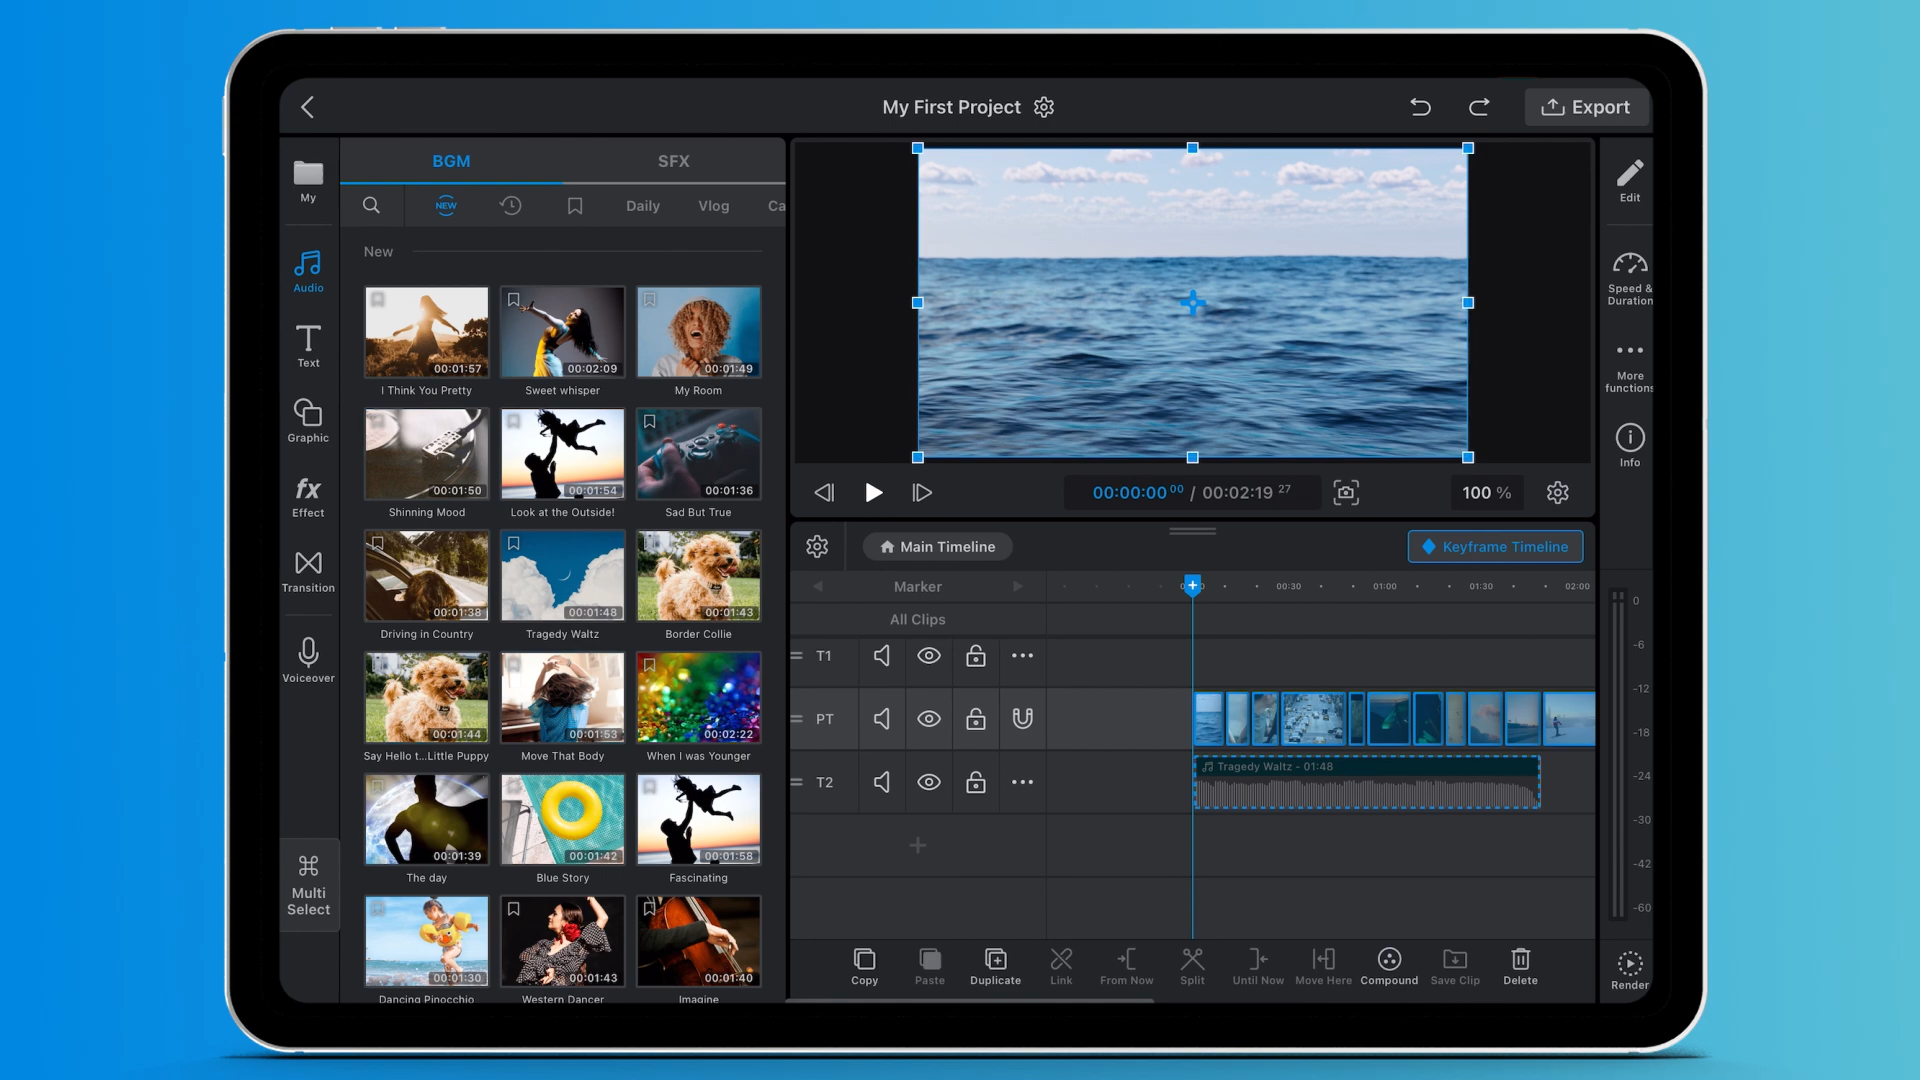 My First Project
Export
My
Audio
Text
Graphic
fx
Effect
Transition
Voiceover
Multi
Select
BGM
SFX
NEW
Daily
Vlog
Ca
New
00:01:57
00:02:09
00:01:49
I Think You Pretty
Sweet whisper
My Room
00:01:50
00:01:54
00:01:36
Shinning Mood
Look at the Outside!
Sad But True
00:01:38
00:01:48
00:01:43
Driving in Country
Tragedy Waltz
Border Collie
00:01:44
00:01:53
00:02:22
Say Hello t...Little Puppy
Move That Body
When I was Younger
00:01:39
00:01:42
00:01:58
The day
Blue Story
Fascinating
00:01:30
00:01:43
00:01:40
Dancing Pinocchio
Western Dancer
Imagine
00:00:00 00 / 00:02:19 27
100 %
Main Timeline
Keyframe Timeline
Marker
00:30
01:00
01:30
02:00
All Clips
T1
PT
T2
Tragedy Waltz - 01:48
Copy
Paste
Duplicate
Link
From Now
Split
Until Now
Move Here
Compound
Save Clip
Delete
Edit
Speed &
Duration
More
functions
Info
0
-6
-12
-18
-24
-30
-42
-60
Render